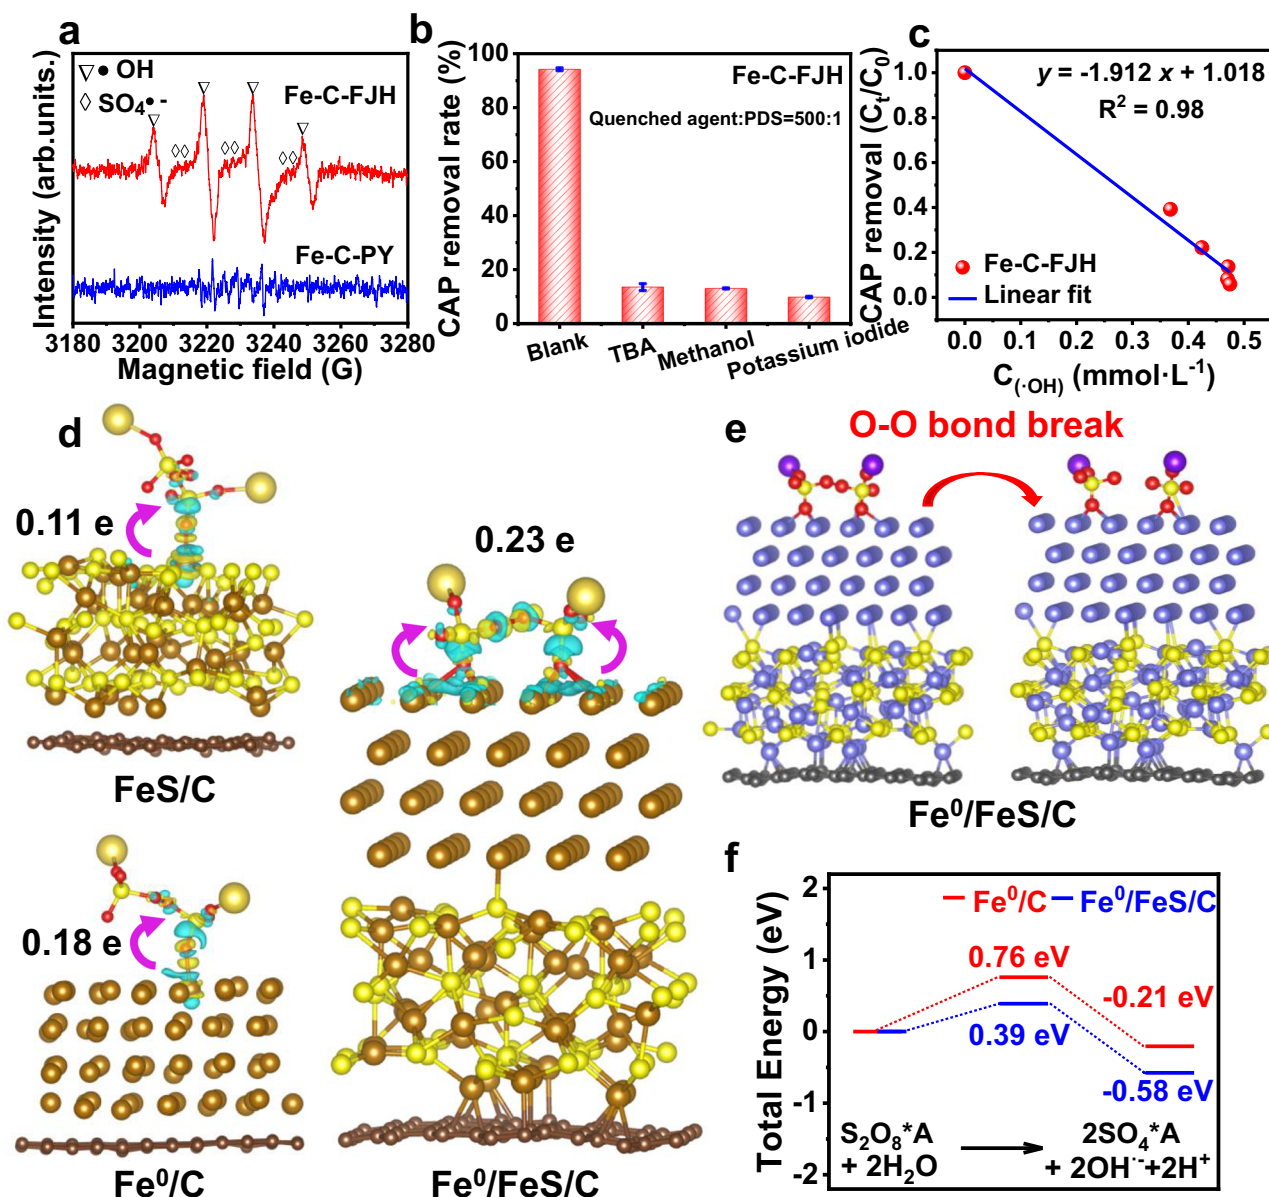 a
▽ • OH
◇ SO₄•⁻
Fe-C-FJH
Fe-C-PY
Intensity (arb.units.)
3180 3200 3220 3240 3260 3280
Magnetic field (G)
b
Fe-C-FJH
Quenched agent:PDS=500:1
CAP removal rate (%)
100
80
60
40
20
0
Blank
TBA
Methanol
Potassium iodide
c
y = -1.912 x + 1.018
R² = 0.98
CAP removal (Cₜ/C₀)
1.0
0.8
0.6
0.4
0.2
0.0
Fe-C-FJH
Linear fit
0.0 0.1 0.2 0.3 0.4 0.5
C(·OH) (mmol·L⁻¹)
d
0.11 e
FeS/C
0.18 e
Fe⁰/C
0.23 e
Fe⁰/FeS/C
e
O-O bond break
Fe⁰/FeS/C
f
Total Energy (eV)
2
1
0
-1
-2
Fe⁰/C
Fe⁰/FeS/C
0.76 eV
-0.21 eV
0.39 eV
-0.58 eV
S₂O₈*A
+ 2H₂O
2SO₄*A
+ 2OH·⁻+2H⁺